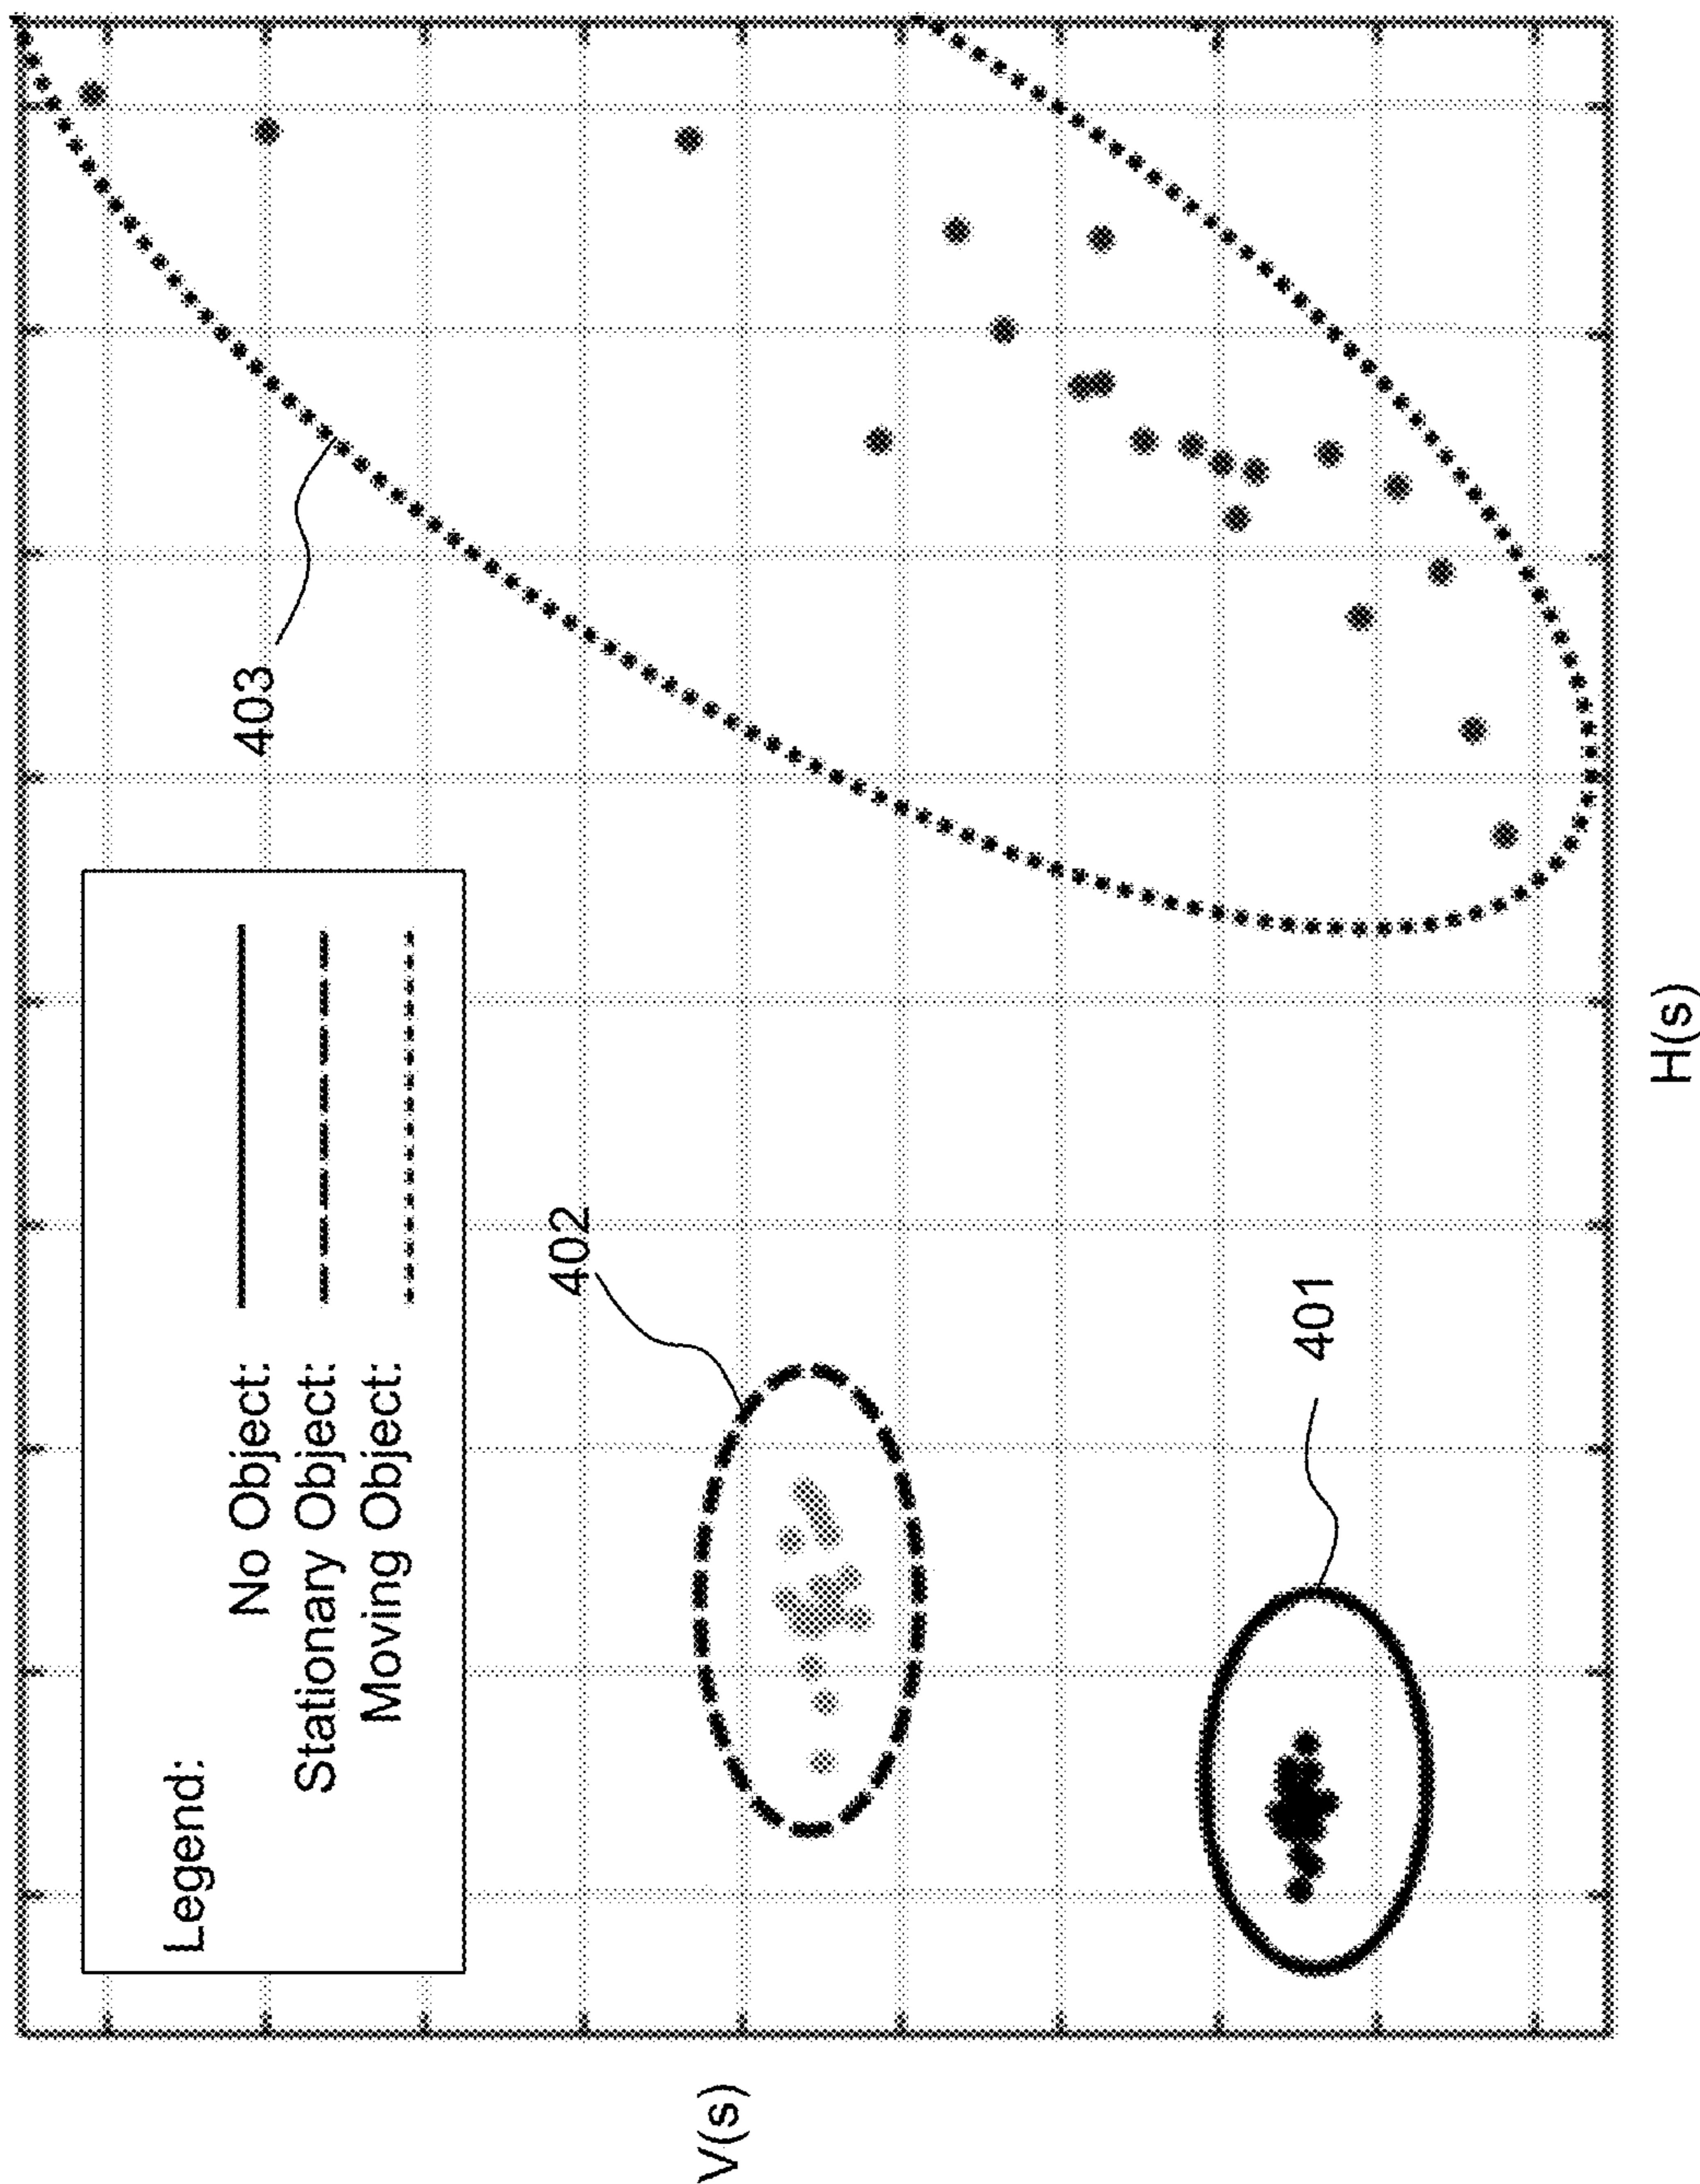 Legend:
No Object:
Stationary Object:
Moving Object:
403
402
401
V(s)
H(s)